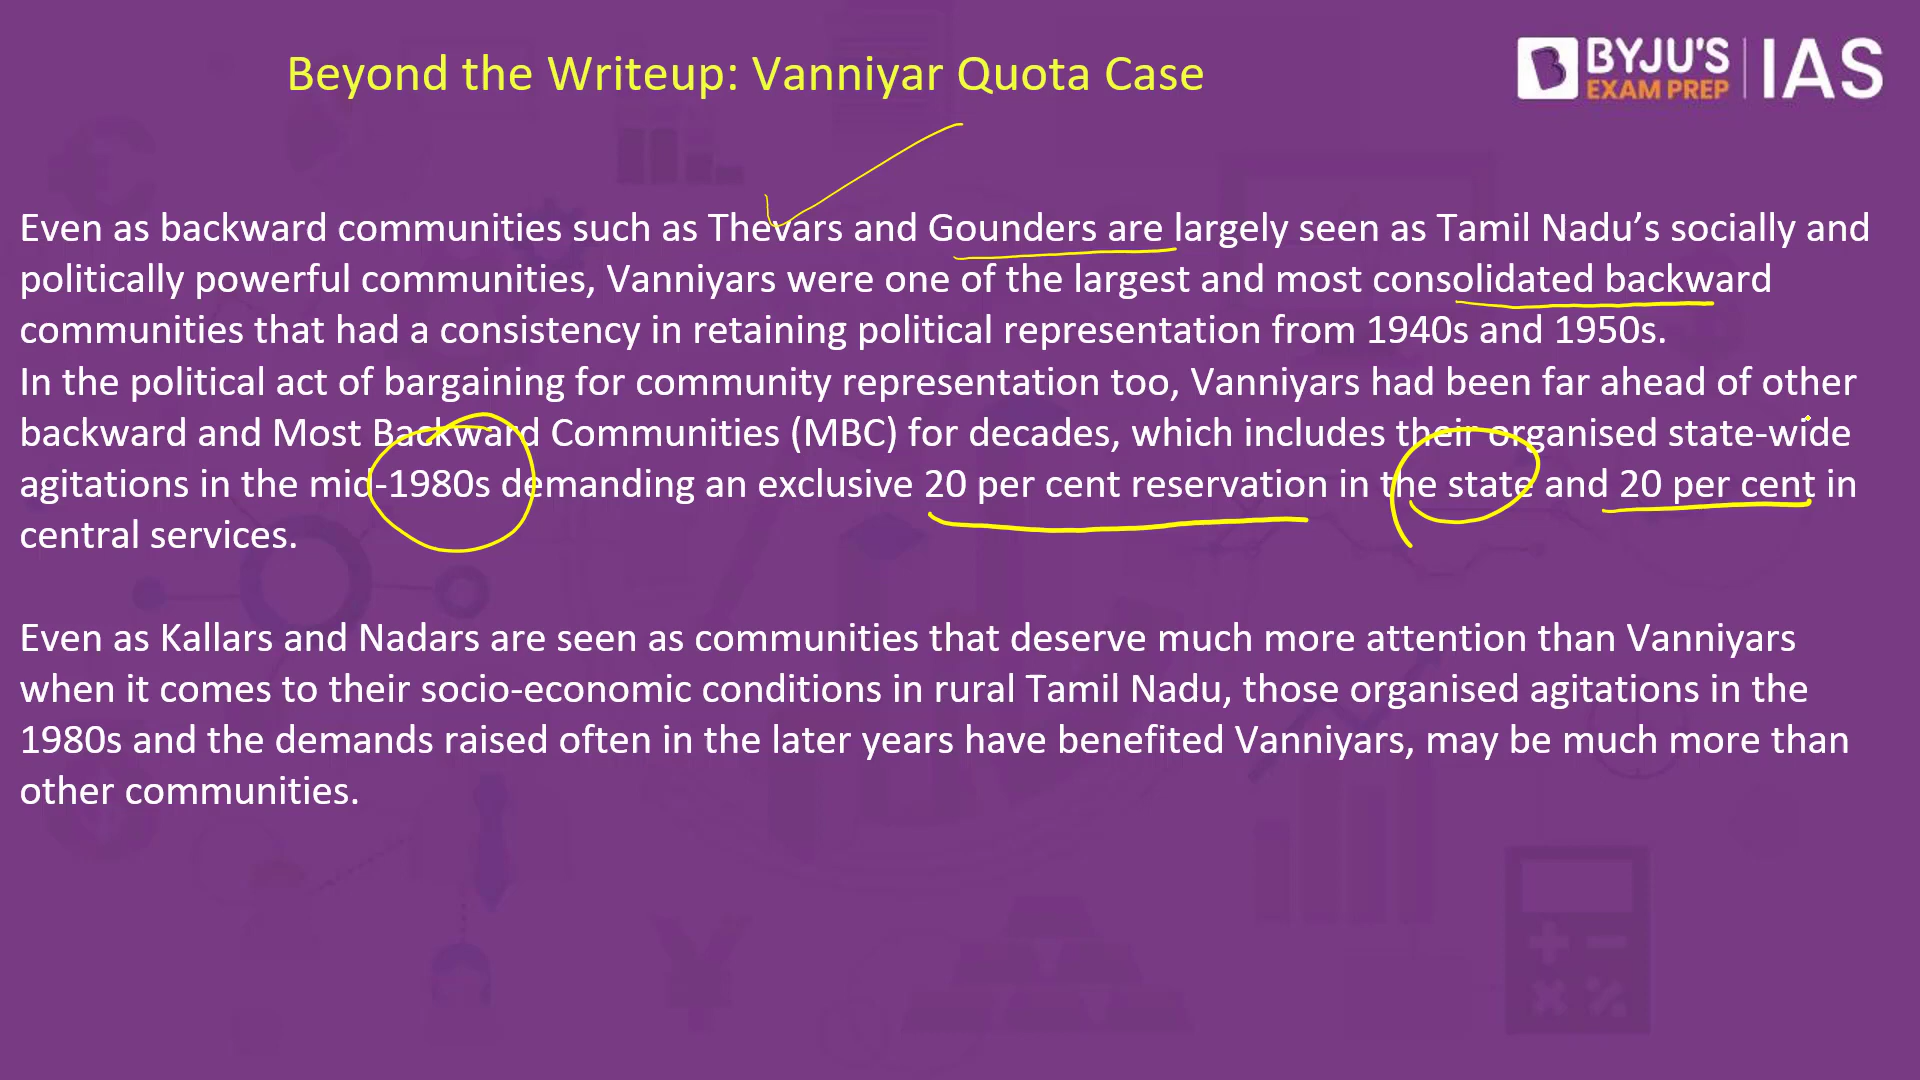 Beyond the Writeup: Vanniyar Quota Case
BYJU'S
EXAM PREP
IAS
Even as backward communities such as Thevars and Gounders are largely seen as Tamil Nadu’s socially and
politically powerful communities, Vanniyars were one of the largest and most consolidated backward
communities that had a consistency in retaining political representation from 1940s and 1950s.
In the political act of bargaining for community representation too, Vanniyars had been far ahead of other
backward and Most Backward Communities (MBC) for decades, which includes their organised state-wide
agitations in the mid-1980s demanding an exclusive 20 per cent reservation in the state and 20 per cent in
central services.
Even as Kallars and Nadars are seen as communities that deserve much more attention than Vanniyars
when it comes to their socio-economic conditions in rural Tamil Nadu, those organised agitations in the
1980s and the demands raised often in the later years have benefited Vanniyars, may be much more than
other communities.